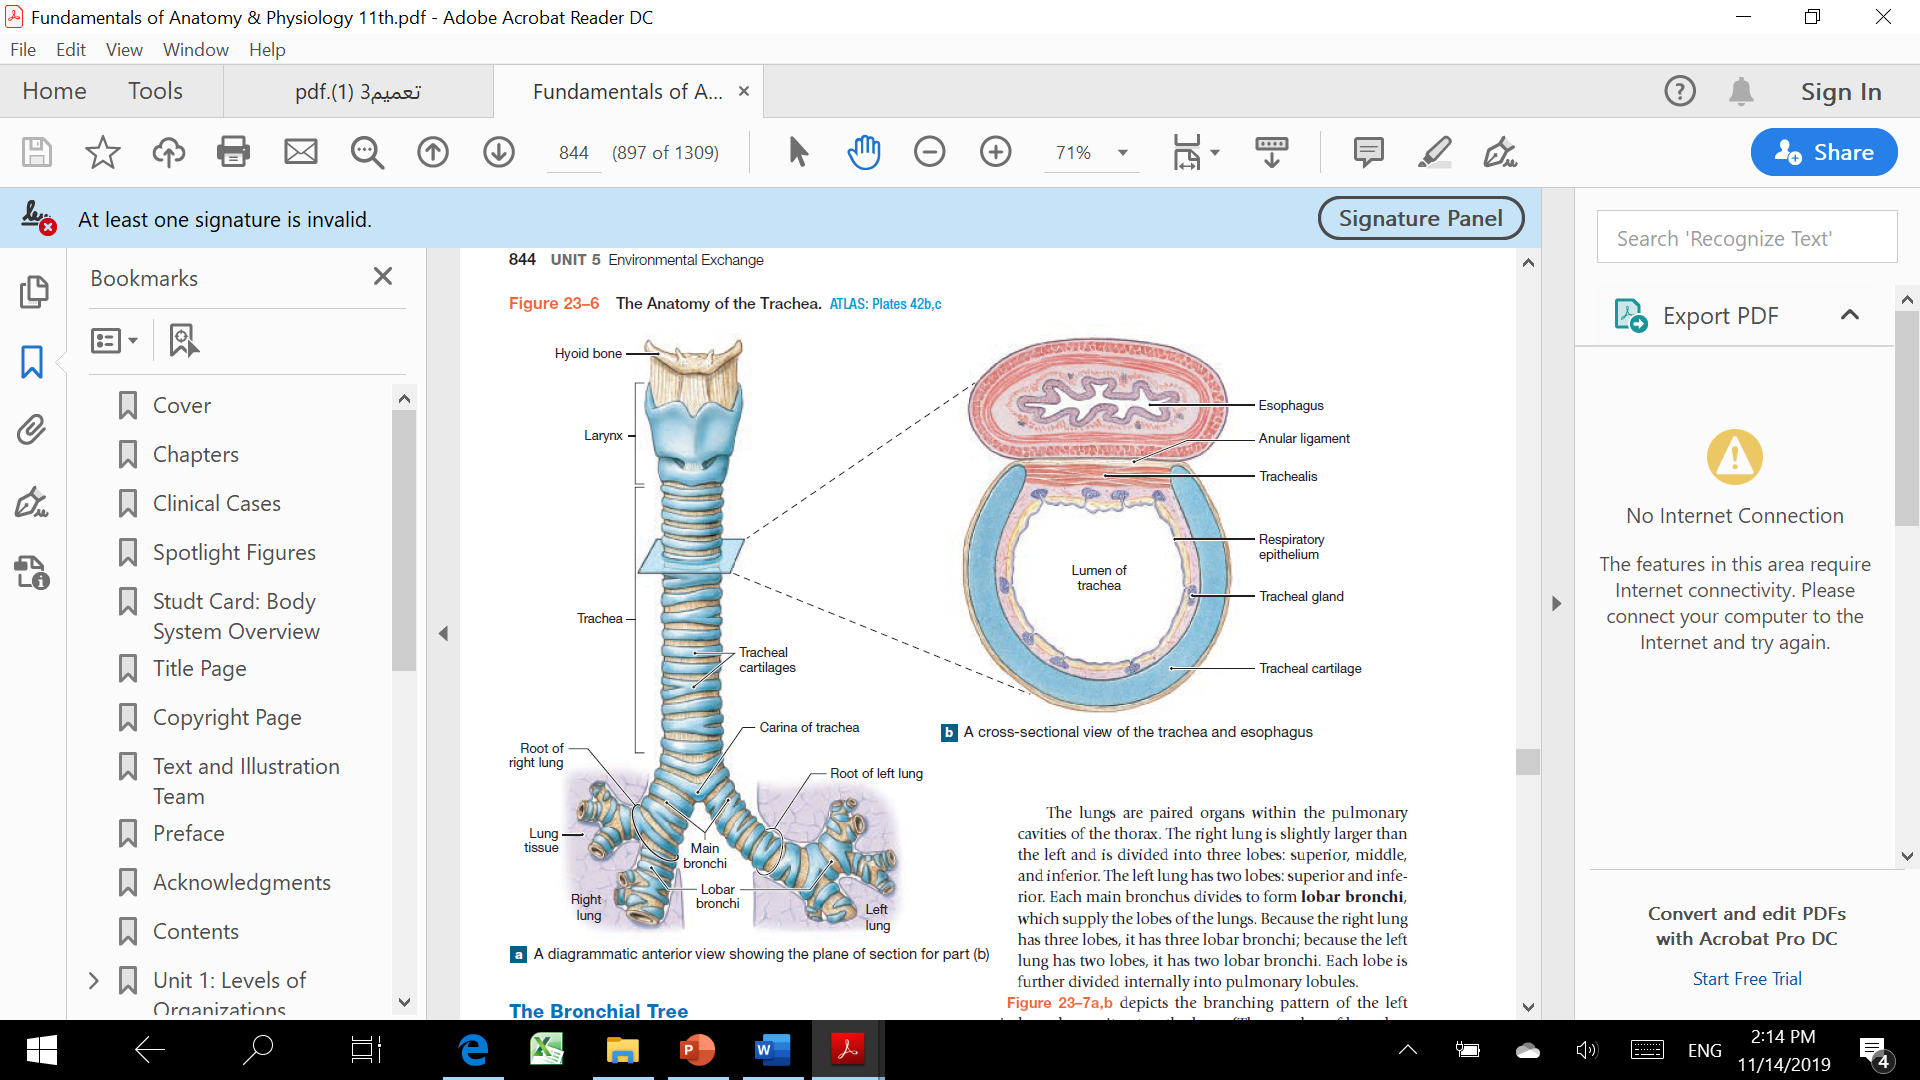 Fundamentals of Anatomy & Physiology 11th.pdf - Adobe Acrobat Reader DC
File Edit View Window Help
Home Tools
تعميم3 (1).pdf
Fundamentals of A...
Sign In
844 (897 of 1309)
71%
Share
At least one signature is invalid.
Signature Panel
Bookmarks
Cover
Chapters
Clinical Cases
Spotlight Figures
Studt Card: Body
System Overview
Title Page
Copyright Page
Text and Illustration
Team
Preface
Acknowledgments
Contents
Unit 1: Levels of
Organizations
844 UNIT 5 Environmental Exchange
Figure 23–6 The Anatomy of the Trachea. ATLAS: Plates 42b,c
Hyoid bone
Larynx
Trachea
Tracheal
cartilages
Carina of trachea
Root of
right lung
Root of left lung
Lung
tissue
Main
bronchi
Lobar
bronchi
Right
lung
Left
lung
a A diagrammatic anterior view showing the plane of section for part (b)
Esophagus
Anular ligament
Trachealis
Respiratory
epithelium
Lumen of
trachea
Tracheal gland
Tracheal cartilage
b A cross-sectional view of the trachea and esophagus
The Bronchial Tree
The lungs are paired organs within the pulmonary
cavities of the thorax. The right lung is slightly larger than
the left and is divided into three lobes: superior, middle,
and inferior. The left lung has two lobes: superior and infe-
rior. Each main bronchus divides to form lobar bronchi,
which supply the lobes of the lungs. Because the right lung
has three lobes, it has three lobar bronchi; because the left
lung has two lobes, it has two lobar bronchi. Each lobe is
further divided internally into pulmonary lobules.
Figure 23–7a,b depicts the branching pattern of the left
Search 'Recognize Text'
Export PDF
No Internet Connection
The features in this area require
Internet connectivity. Please
connect your computer to the
Internet and try again.
Convert and edit PDFs
with Acrobat Pro DC
Start Free Trial
ENG
2:14 PM
11/14/2019
4